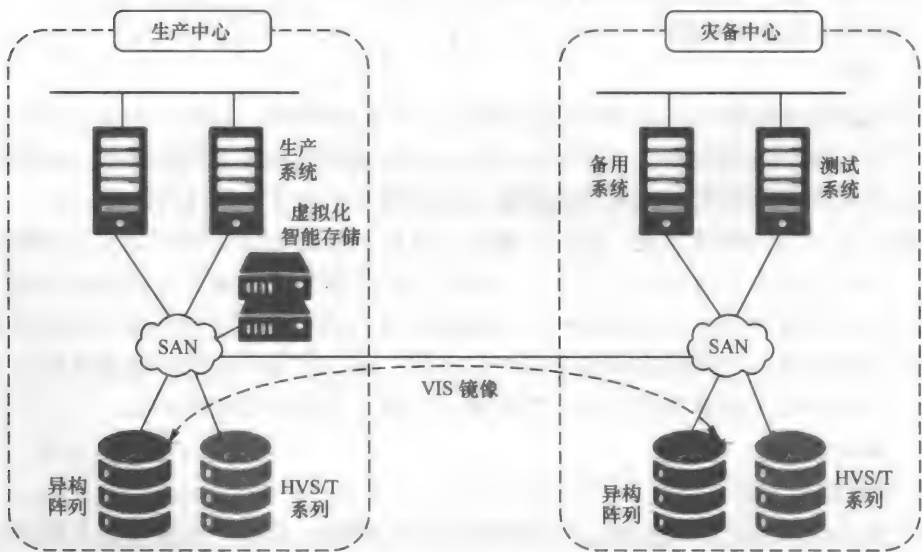 生产中心
灾备中心
生产
系统
虚拟化
智能存储
备用
系统
测试
系统
SAN
SAN
VIS 镜像
异构
阵列
HVS/T
系列
异构
阵列
HVS/T
系列